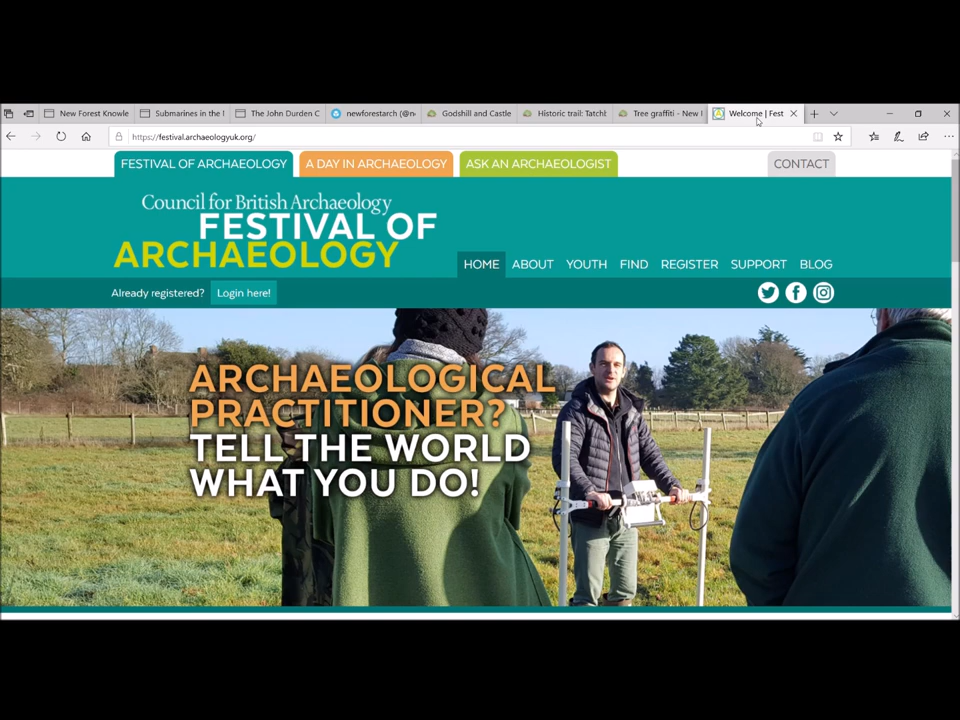 New Forest Knowle
Submarines in the
The John Durden C
newforestarch (@n
Godshill and Castle
Historic trail: Tatch
Tree graffiti - New
Welcome | Fest
https://festival.archaeologyuk.org/
FESTIVAL OF ARCHAEOLOGY
A DAY IN ARCHAEOLOGY
ASK AN ARCHAEOLOGIST
CONTACT
Council for British Archaeology
FESTIVAL OF
ARCHAEOLOGY
HOME ABOUT YOUTH FIND REGISTER SUPPORT BLOG
Already registered? Login here!
ARCHAEOLOGICAL
PRACTITIONER?
TELL THE WORLD
WHAT YOU DO!